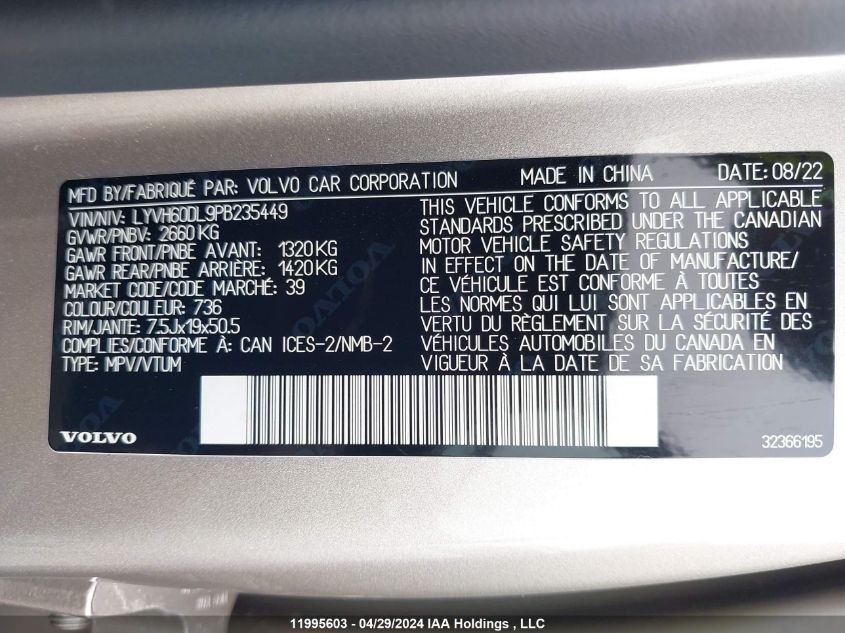 MFD BY/FABRIQUÉ PAR: VOLVO CAR CORPORATION MADE IN CHINA DATE: 08/22
VIN/NIV: LYVH60DL9PB235449
GVWR/PNBV: 2660 KG
GAWR FRONT/PNBE AVANT: 1320 KG
GAWR REAR/PNBE ARRIÈRE: 1420 KG
MARKET CODE/CODE MARCHÉ: 39
COLOUR/COULEUR: 736
RIM/JANTE: 7.5Jx19x50.5
COMPLIES/CONFORME À: CAN ICES-2/NMB-2
TYPE: MPV/VTUM
THIS VEHICLE CONFORMS TO ALL APPLICABLE
STANDARDS PRESCRIBED UNDER THE CANADIAN
MOTOR VEHICLE SAFETY REGULATIONS
IN EFFECT ON THE DATE OF MANUFACTURE/
CE VÉHICULE EST CONFORME À TOUTES
LES NORMES QUI LUI SONT APPLICABLES EN
VERTU DU RÈGLEMENT SUR LA SÉCURITÉ DES
VÉHICULES AUTOMOBILES DU CANADA EN
VIGUEUR À LA DATE DE SA FABRICATION
VOLVO
32366195
11995603 - 04/29/2024 IAA Holdings , LLC